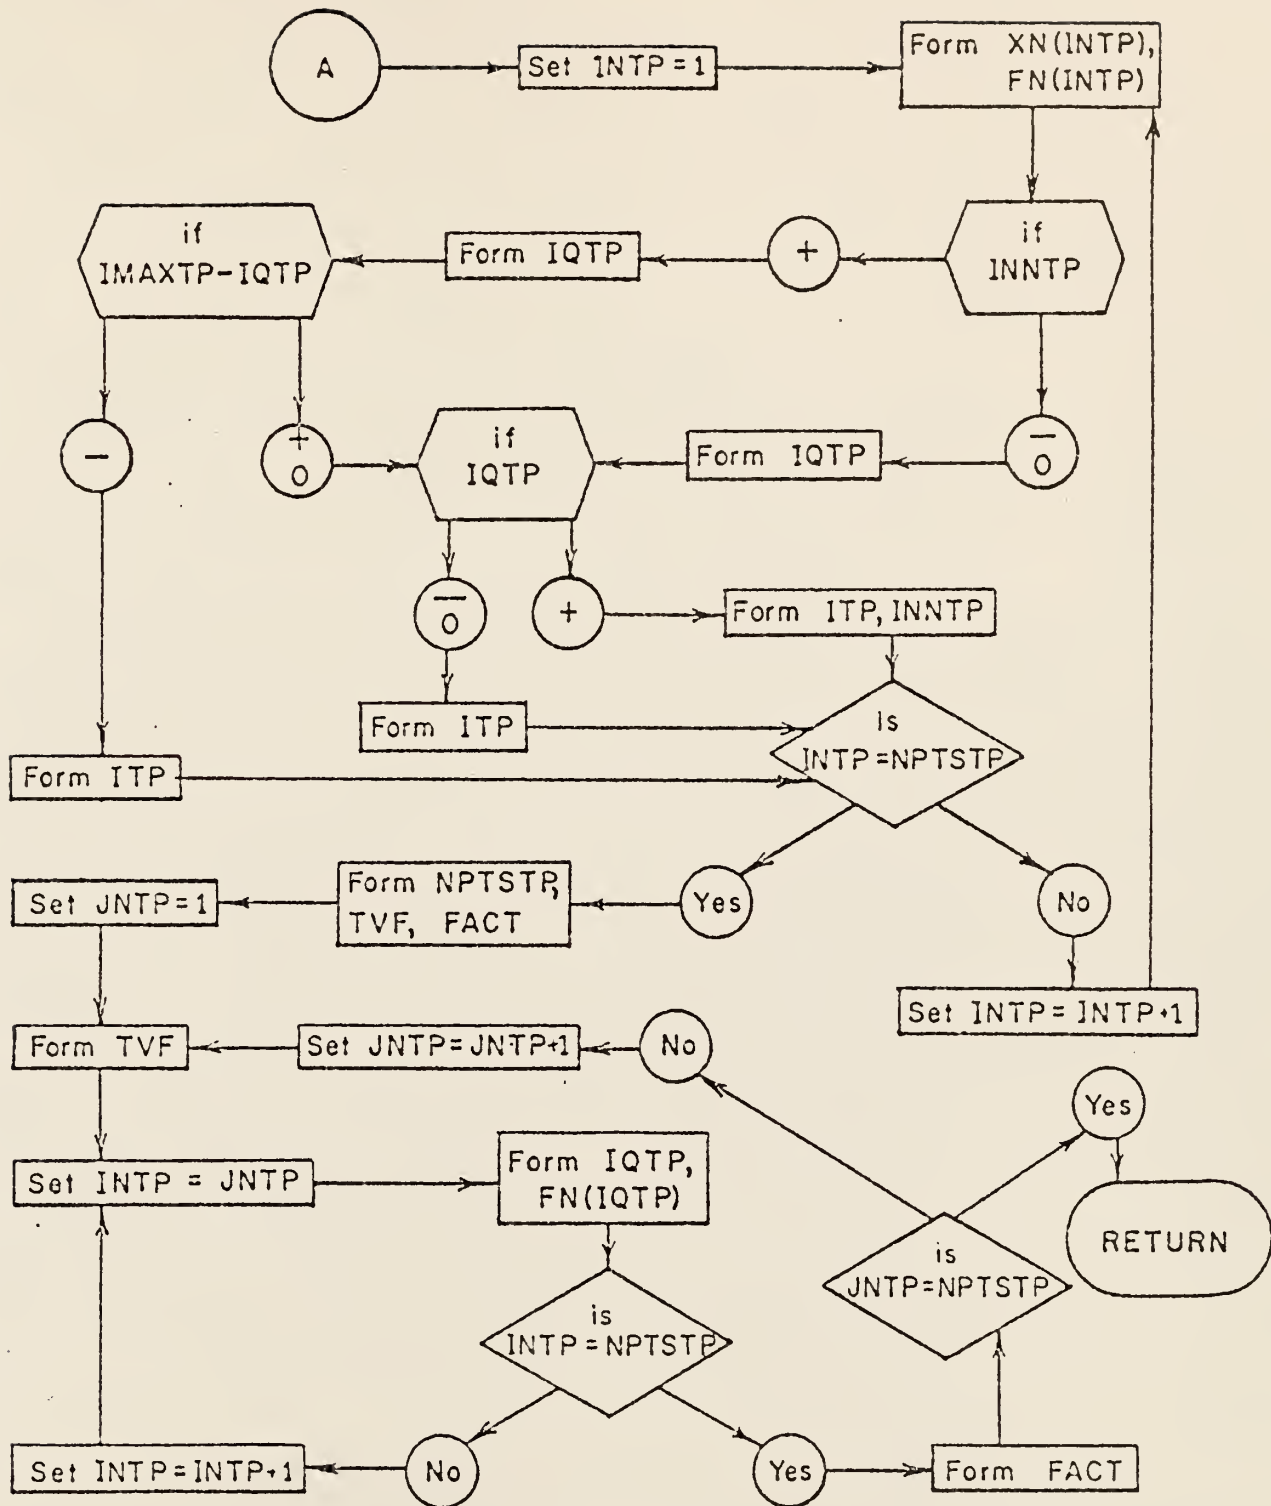 A
Set INTP = 1
Form XN(INTP),
FN(INTP)
if
IMAXTP-IQTP
Form IQTP
+
if
INNTP
−
+
0
if
IQTP
Form IQTP
−
0
−
0
+
Form ITP, INNTP
Form ITP
Form ITP
is
INTP=NPTSTP
Set JNTP=1
Form NPTSTP,
TVF, FACT
Yes
No
Set INTP=INTP+1
Form TVF
Set JNTP=JNTP+1
No
Yes
Set INTP = JNTP
Form IQTP,
FN(IQTP)
RETURN
is
JNTP=NPTSTP
is
INTP=NPTSTP
Set INTP=INTP+1
No
Yes
Form FACT